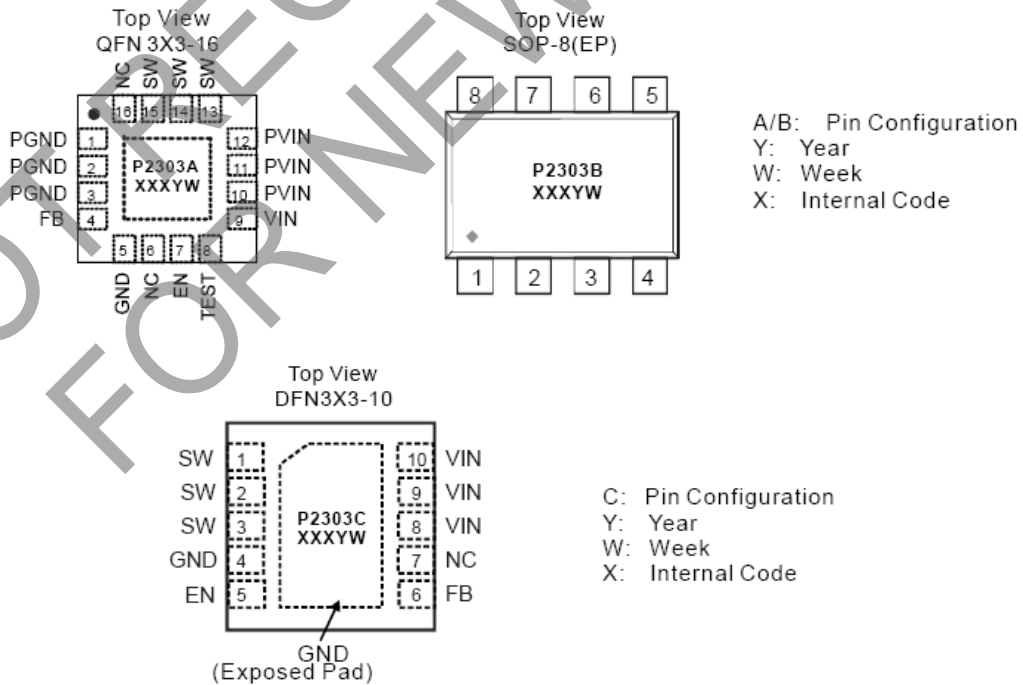 Top View
QFN 3X3-16
NC SW SW SW
16 15 14 13
PGND 1
PGND 2
PGND 3
FB 4
12 PVIN
11 PVIN
10 PVIN
9 VIN
P2303A
XXXYW
5 6 7 8
GND NC EN TEST
Top View
SOP-8(EP)
8 7 6 5
P2303B
XXXYW
1 2 3 4
A/B: Pin Configuration
Y: Year
W: Week
X: Internal Code
Top View
DFN3X3-10
SW 1
SW 2
SW 3
GND 4
EN 5
P2303C
XXXYW
10 VIN
9 VIN
8 VIN
7 NC
6 FB
GND
(Exposed Pad)
C: Pin Configuration
Y: Year
W: Week
X: Internal Code
FOR NEW